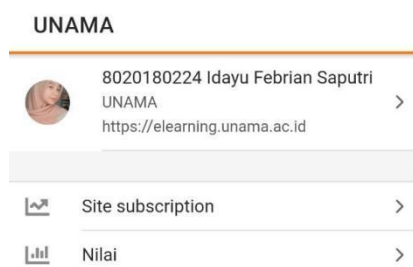 UNAMA
8020180224 Idayu Febrian Saputri
UNAMA
https://elearning.unama.ac.id
Site subscription
Nilai